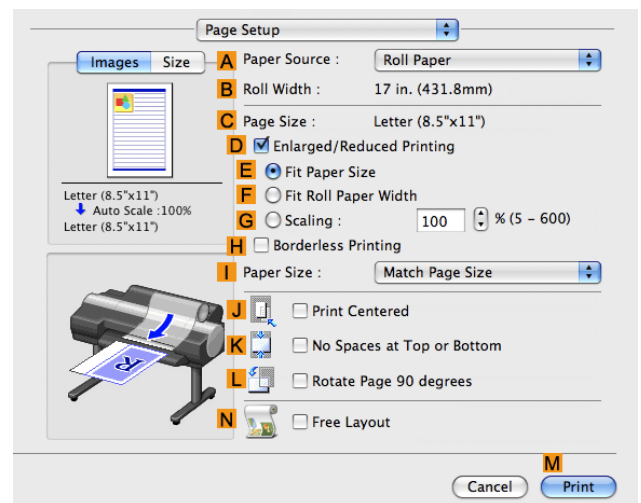 Page Setup
Images Size
A Paper Source : Roll Paper
B Roll Width : 17 in. (431.8mm)
C Page Size : Letter (8.5"x11")
D Enlarged/Reduced Printing
E Fit Paper Size
F Fit Roll Paper Width
G Scaling : 100 % (5 – 600)
H Borderless Printing
Letter (8.5"x11")
Auto Scale :100%
Letter (8.5"x11")
I Paper Size : Match Page Size
J Print Centered
K No Spaces at Top or Bottom
L Rotate Page 90 degrees
N Free Layout
R
M
Cancel Print